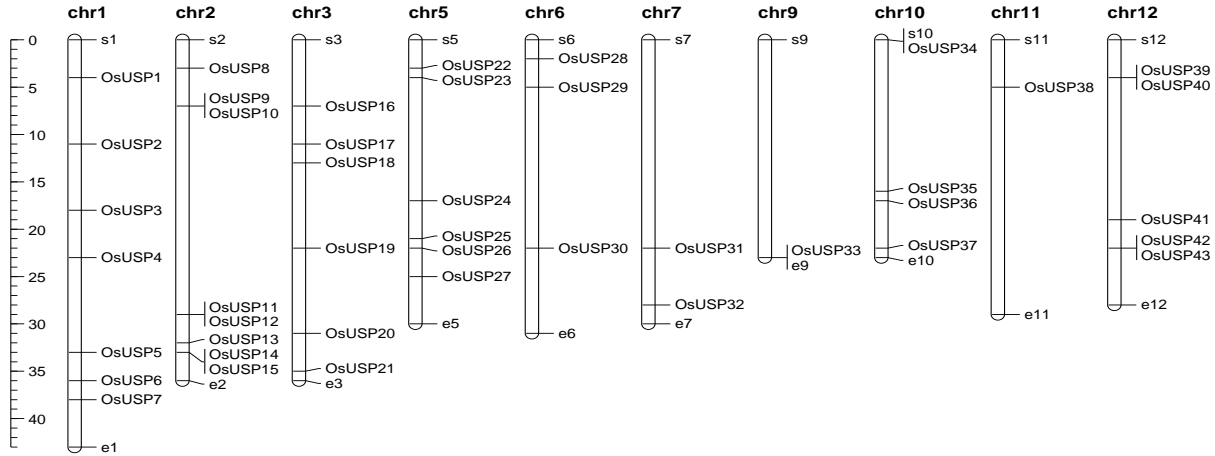 chr1
chr2
chr3
chr5
chr6
chr7
chr9
chr10
chr11
chr12
0
5
10
15
20
25
30
35
40
s1
OsUSP1
OsUSP2
OsUSP3
OsUSP4
OsUSP5
OsUSP6
OsUSP7
e1
s2
OsUSP8
OsUSP9
OsUSP10
OsUSP11
OsUSP12
OsUSP13
OsUSP14
OsUSP15
e2
s3
OsUSP16
OsUSP17
OsUSP18
OsUSP19
OsUSP20
OsUSP21
e3
s5
OsUSP22
OsUSP23
OsUSP24
OsUSP25
OsUSP26
OsUSP27
e5
s6
OsUSP28
OsUSP29
OsUSP30
e6
s7
OsUSP31
OsUSP32
e7
s9
OsUSP33
e9
s10
OsUSP34
OsUSP35
OsUSP36
OsUSP37
e10
s11
OsUSP38
e11
s12
OsUSP39
OsUSP40
OsUSP41
OsUSP42
OsUSP43
e12